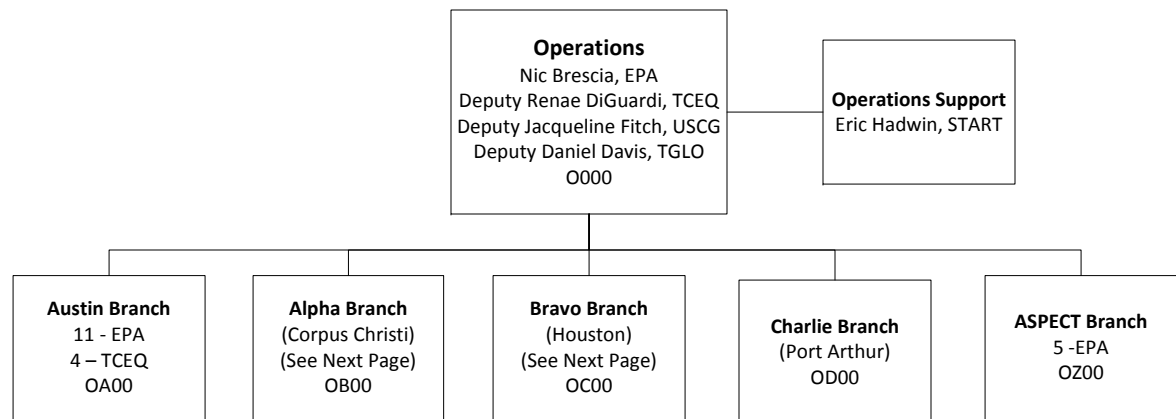 Operations
Nic Brescia, EPA
Deputy Renae DiGuardi, TCEQ
Deputy Jacqueline Fitch, USCG
Deputy Daniel Davis, TGLO
O000
Operations Support
Eric Hadwin, START
Austin Branch
11 - EPA
4 – TCEQ
OA00
Alpha Branch
(Corpus Christi)
(See Next Page)
OB00
Bravo Branch
(Houston)
(See Next Page)
OC00
Charlie Branch
(Port Arthur)
OD00
ASPECT Branch
5 -EPA
OZ00